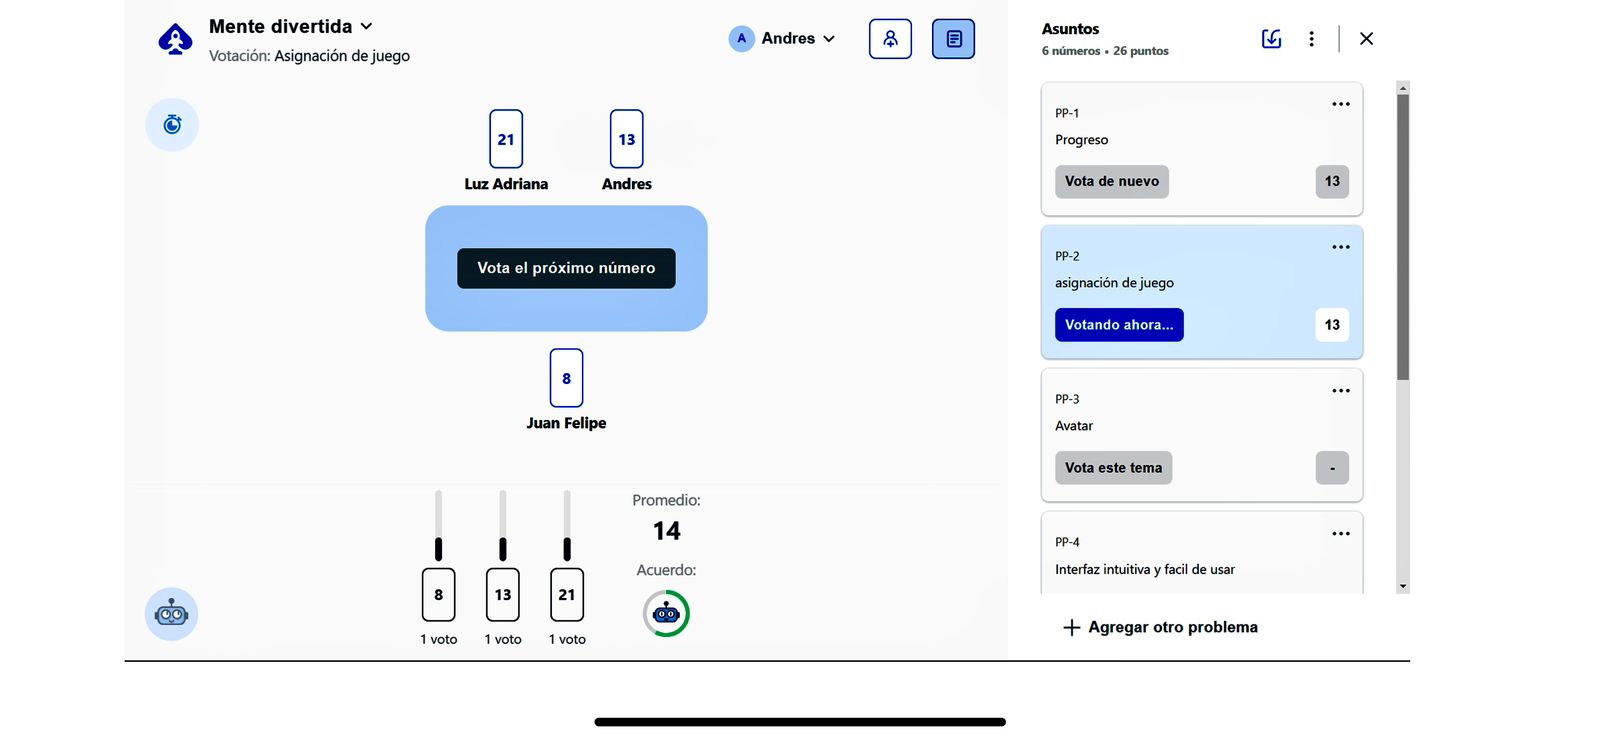 Mente divertida
Votación: Asignación de juego
A Andres
21
13
Luz Adriana
Andres
Vota el próximo número
8
Juan Felipe
8
13
21
1 voto
1 voto
1 voto
Promedio:
14
Acuerdo:
Asuntos
6 números • 26 puntos
PP-1
Progreso
Vota de nuevo
13
PP-2
asignación de juego
Votando ahora...
13
PP-3
Avatar
Vota este tema
-
PP-4
Interfaz intuitiva y facil de usar
Agregar otro problema